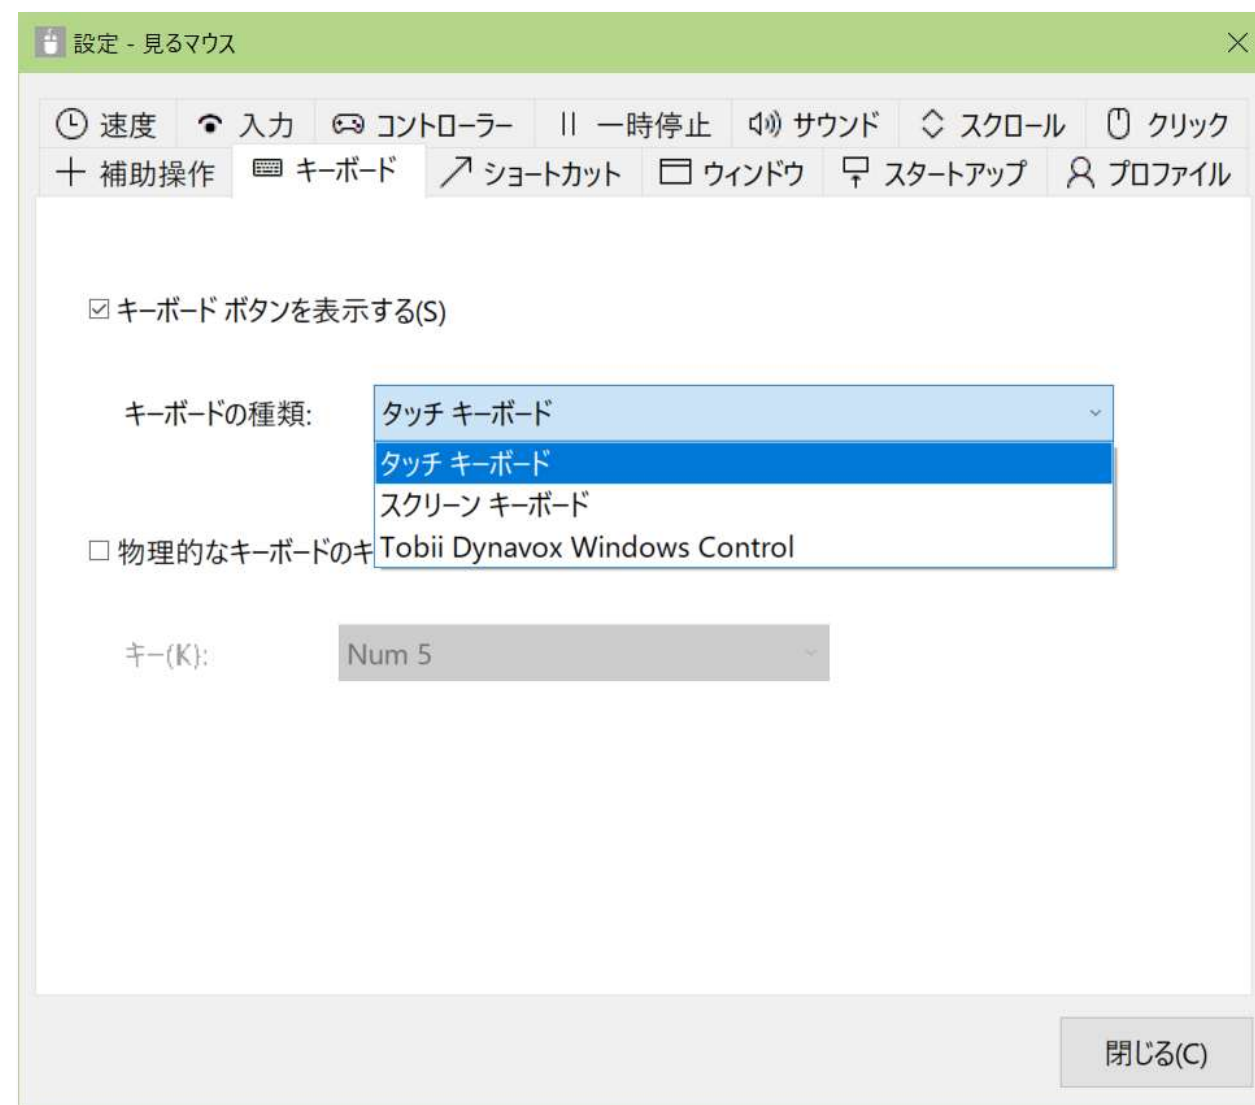 設定 - 見るマウス
速度 入力 コントローラー 一時停止 サウンド スクロール クリック
補助操作 キーボード ショートカット ウィンドウ スタートアップ プロファイル
キーボード ボタンを表示する(S)
キーボードの種類: タッチ キーボード
タッチ キーボード
スクリーン キーボード
物理的なキーボードのキ Tobii Dynavox Windows Control
キー(K): Num 5
閉じる(C)